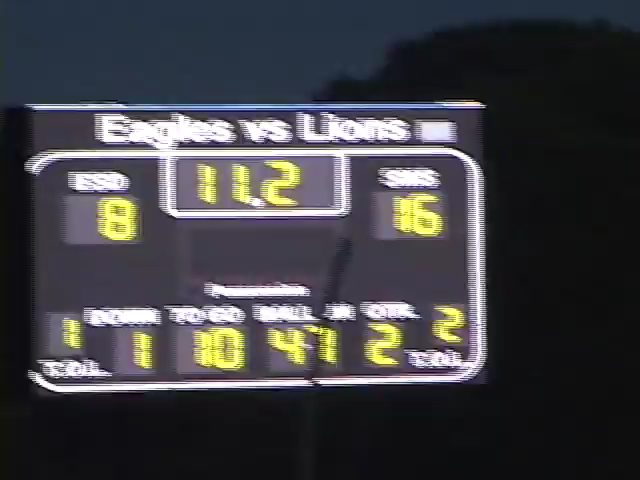 Eagles vs Lions
ESD 11.2 SMS
8 16
Possession
DOWN TO GO BALL ON QTR.
1 1 10 47 2 2
T.O.L. T.O.L.